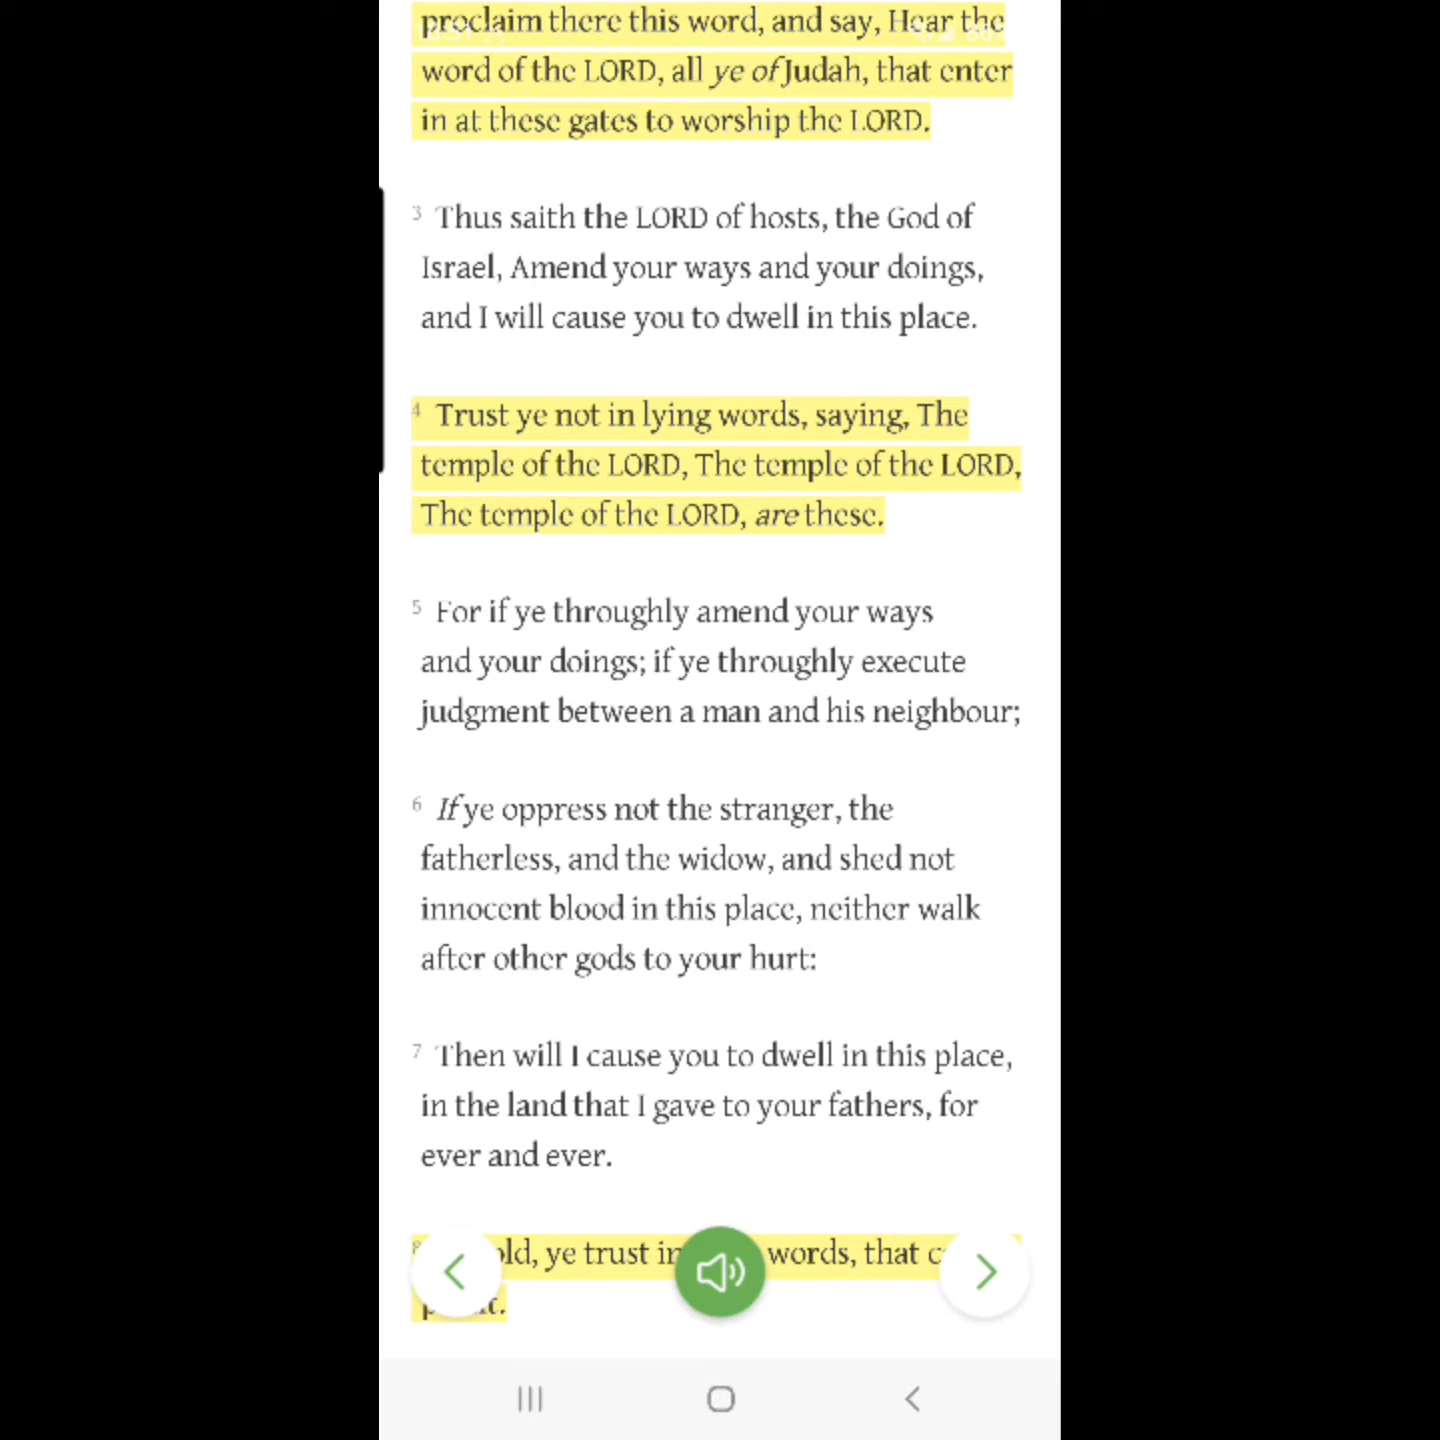 proclaim there this word, and say, Hear the
word of the LORD, all ye of Judah, that enter
in at these gates to worship the LORD.
3 Thus saith the LORD of hosts, the God of
Israel, Amend your ways and your doings,
and I will cause you to dwell in this place.
4 Trust ye not in lying words, saying, The
temple of the LORD, The temple of the LORD,
The temple of the LORD, are these.
5 For if ye throughly amend your ways
and your doings; if ye throughly execute
judgment between a man and his neighbour;
6 If ye oppress not the stranger, the
fatherless, and the widow, and shed not
innocent blood in this place, neither walk
after other gods to your hurt:
7 Then will I cause you to dwell in this place,
in the land that I gave to your fathers, for
ever and ever.
8 ye trust in words, that